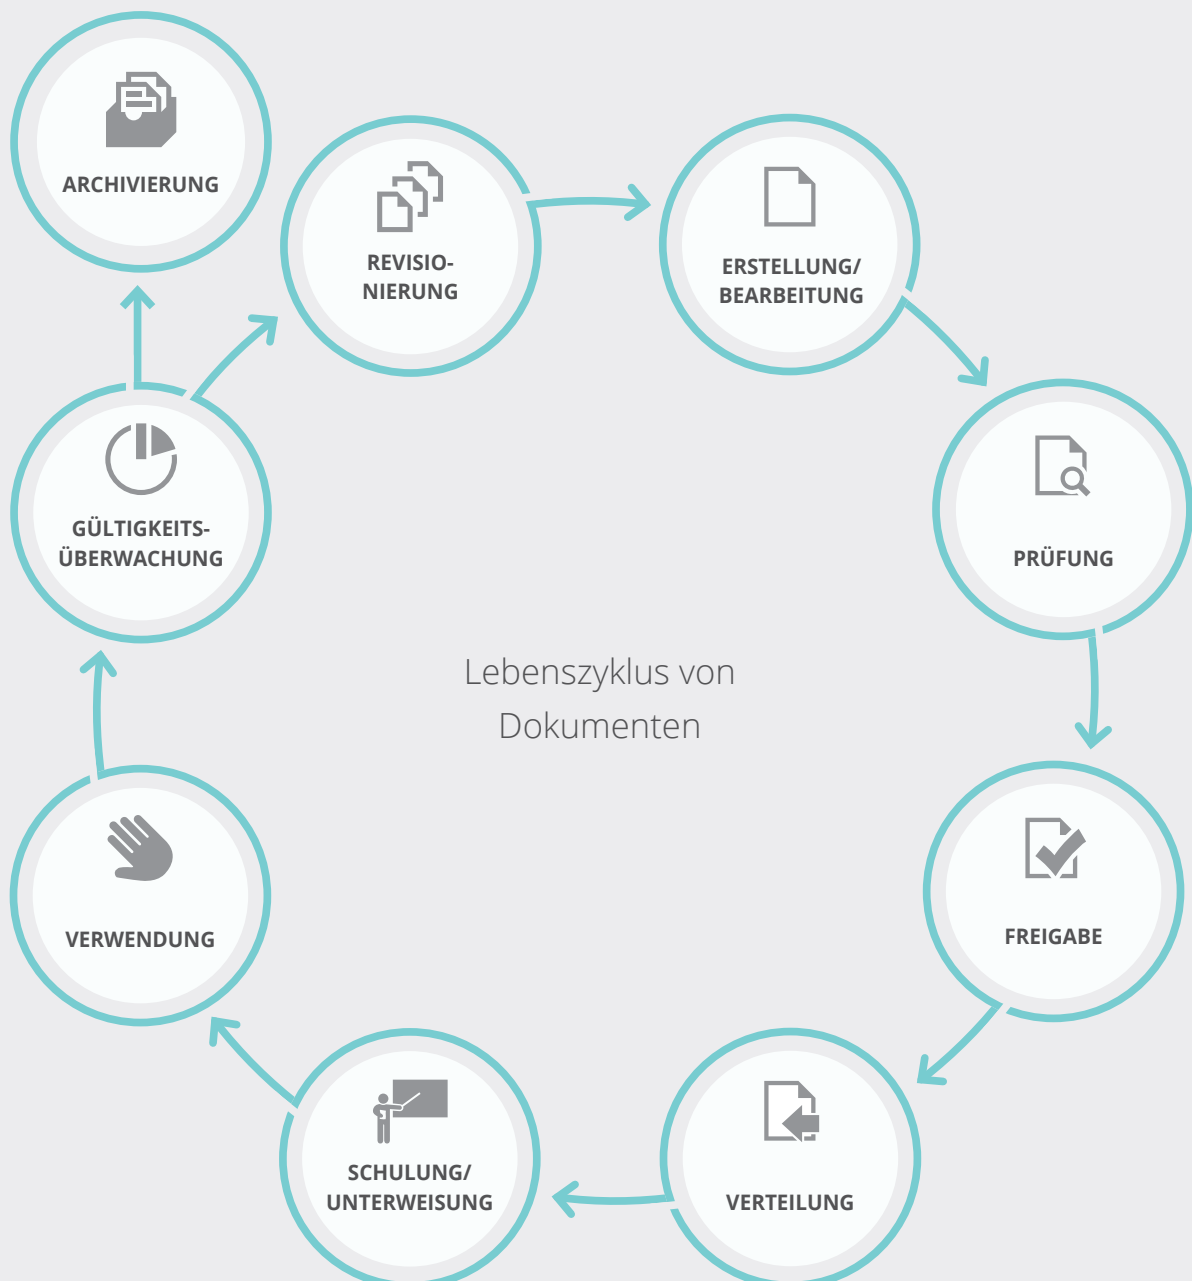 ARCHIVIERUNG
REVISIO-
NIERUNG
ERSTELLUNG/
BEARBEITUNG
GÜLTIGKEITS-
ÜBERWACHUNG
PRÜFUNG
Lebenszyklus von
Dokumenten
VERWENDUNG
FREIGABE
SCHULUNG/
UNTERWEISUNG
VERTEILUNG